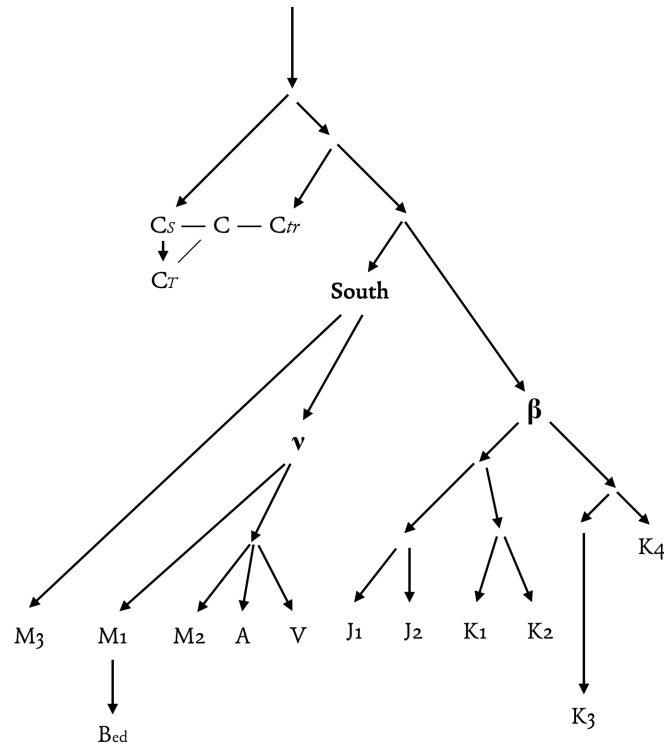 Cs — C — Ctr
CT
South
β
ν
K4
M3 M1 M2 A V J1 J2 K1 K2
K3
Bed